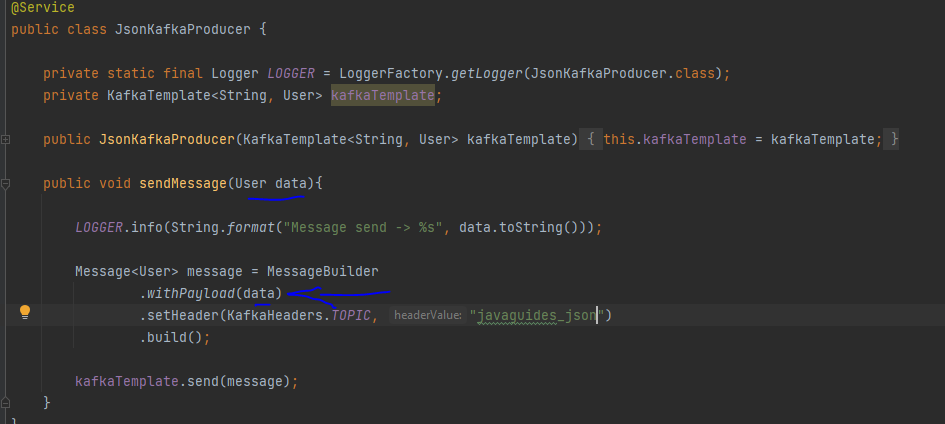 @Service
public class JsonKafkaProducer {
private static final Logger LOGGER = LoggerFactory.getLogger(JsonKafkaProducer.class);
private KafkaTemplate<String, User> kafkaTemplate;
public JsonKafkaProducer(KafkaTemplate<String, User> kafkaTemplate) { this.kafkaTemplate = kafkaTemplate; }
public void sendMessage(User data){
LOGGER.info(String.format("Message send -> %s", data.toString()));
Message<User> message = MessageBuilder
.withPayload(data)
.setHeader(KafkaHeaders.TOPIC, headerValue: "javaguides_json")
.build();
kafkaTemplate.send(message);
}
}